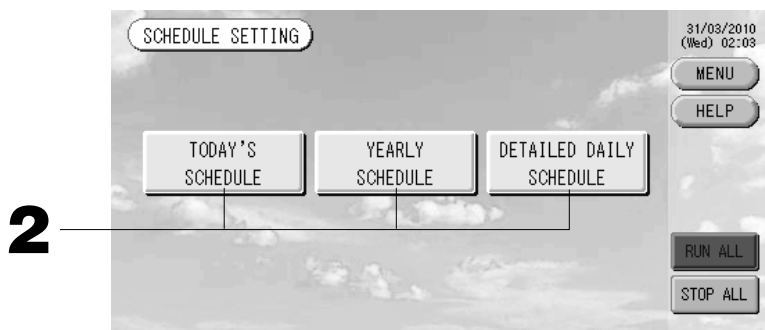 SCHEDULE SETTING
31/03/2010
(Wed) 02:03
MENU
HELP
TODAY'S
SCHEDULE
YEARLY
SCHEDULE
DETAILED DAILY
SCHEDULE
2
RUN ALL
STOP ALL